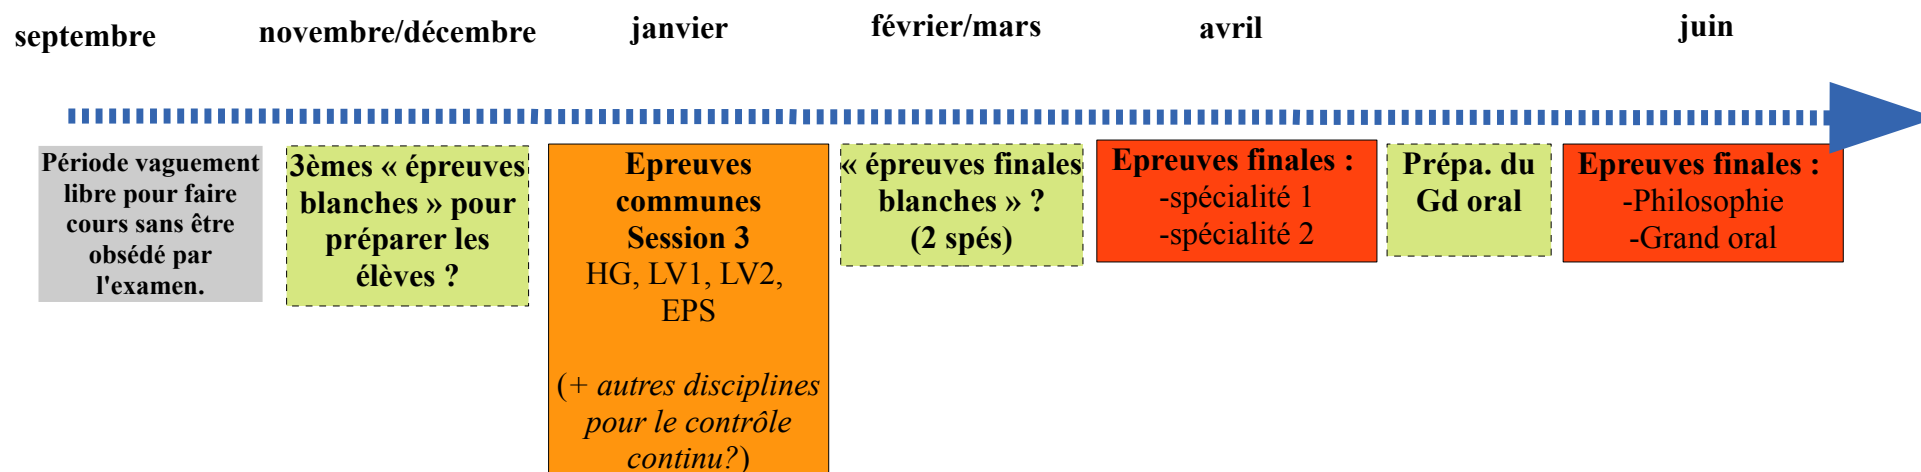 septembre
novembre/décembre
janvier
février/mars
avril
juin
Période vaguement
libre pour faire
cours sans être
obsédé par
l'examen.
3èmes « épreuves
blanches » pour
préparer les
élèves ?
Epreuves
communes
Session 3
HG, LV1, LV2,
EPS
(+ autres disciplines
pour le contrôle
continu?)
« épreuves finales
blanches » ?
(2 spés)
Epreuves finales :
-spécialité 1
-spécialité 2
Prépa. du
Gd oral
Epreuves finales :
-Philosophie
-Grand oral